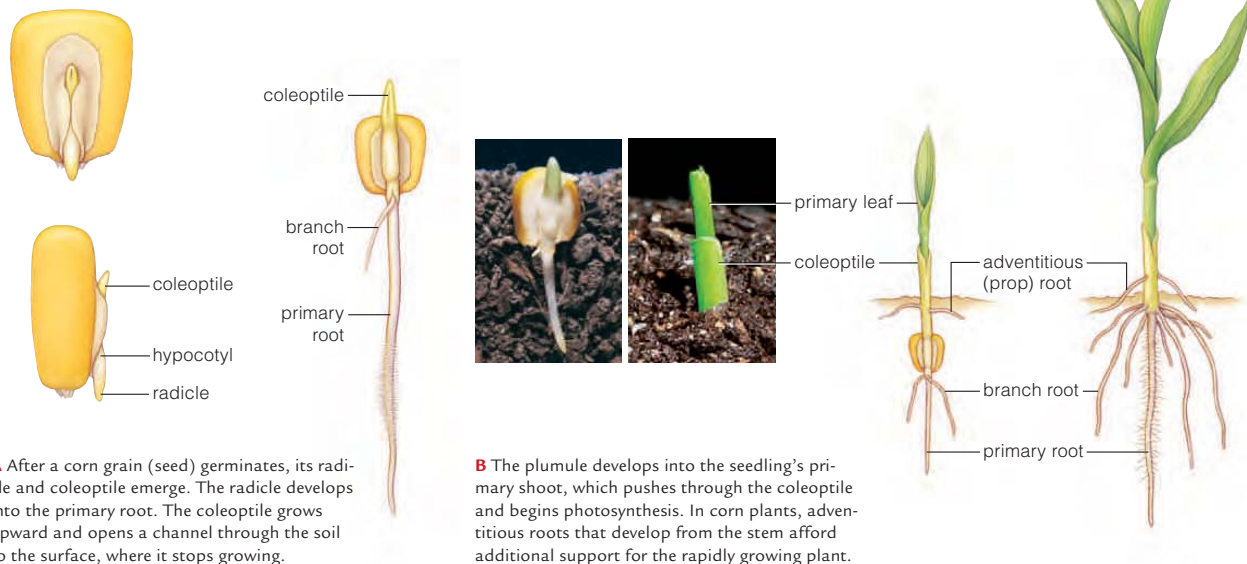 coleoptile
hypocotyl
radicle
coleoptile
branch
root
primary
root
A After a corn grain (seed) germinates, its radi-
le and coleoptile emerge. The radicle develops
nto the primary root. The coleoptile grows
pward and opens a channel through the soil
o the surface, where it stops growing.
primary leaf
coleoptile
adventitious
(prop) root
branch root
primary root
B The plumule develops into the seedling's pri-
mary shoot, which pushes through the coleoptile
and begins photosynthesis. In corn plants, adven-
titious roots that develop from the stem afford
additional support for the rapidly growing plant.